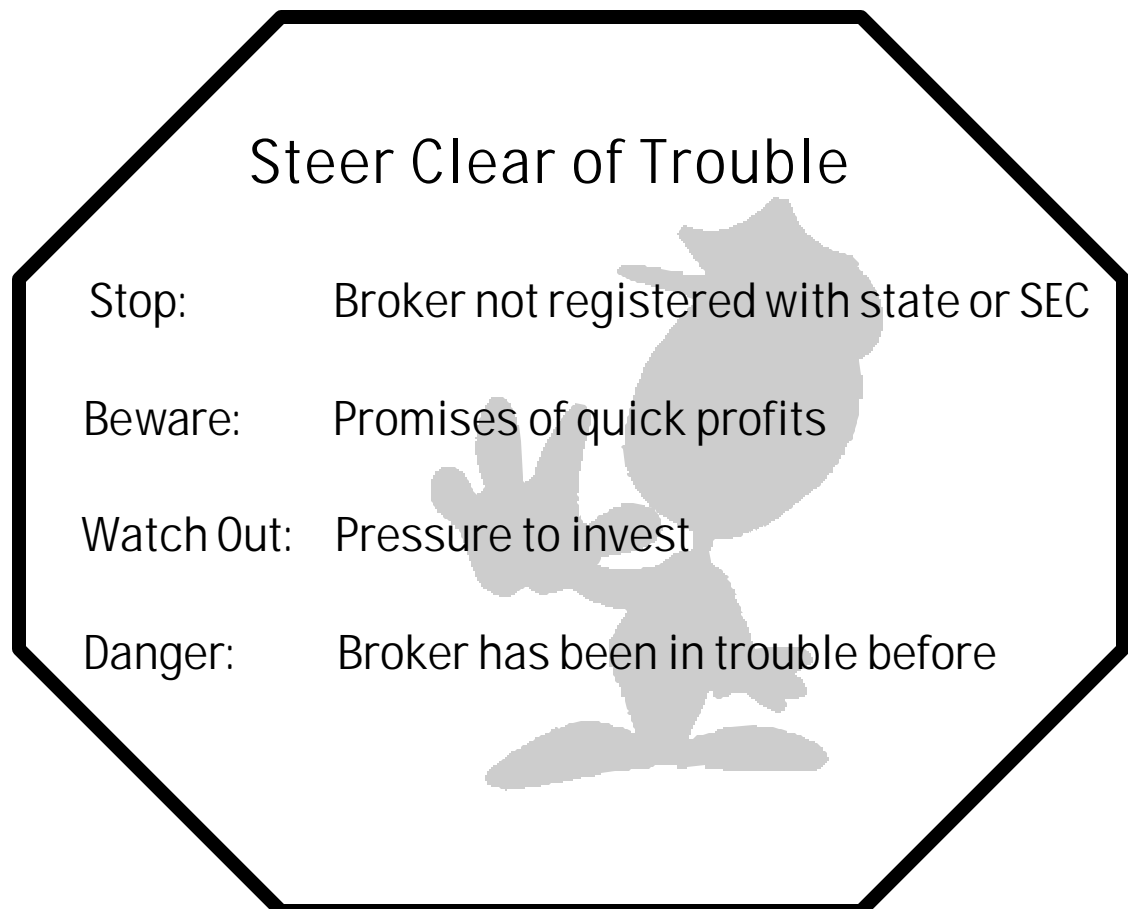 Steer Clear of Trouble
Stop: Broker not registered with state or SEC
Beware: Promises of quick profits
Watch Out: Pressure to invest
Danger: Broker has been in trouble before